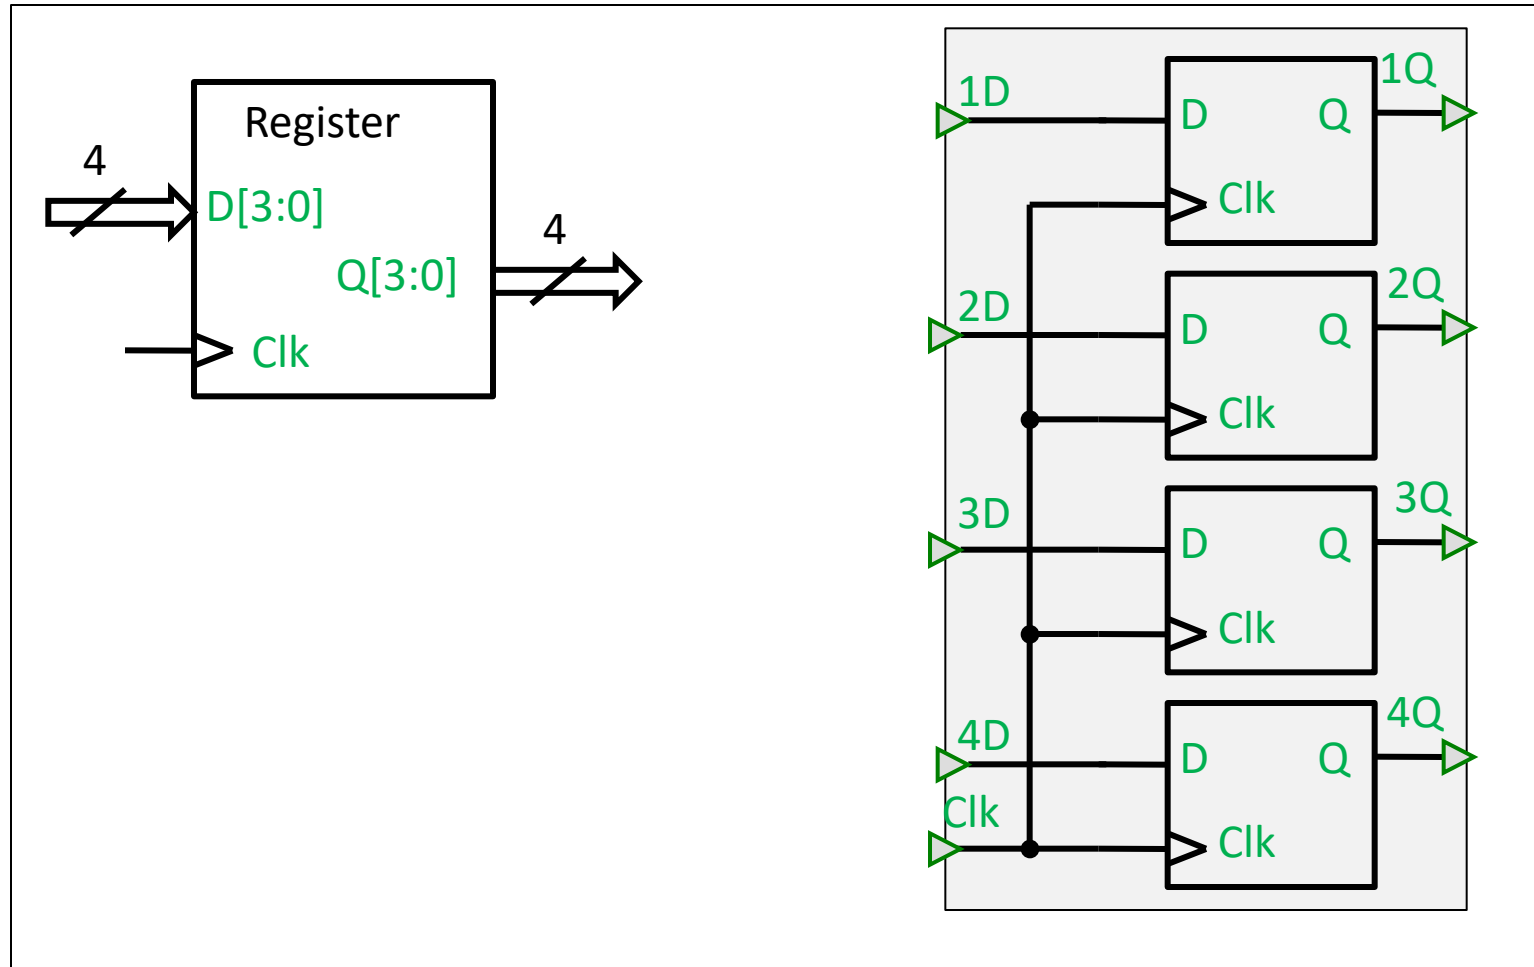 Register
4
D[3:0]
4
Q[3:0]
Clk
1D
D
Q
1Q
Clk
2D
D
Q
2Q
Clk
3D
D
Q
3Q
Clk
4D
D
Q
4Q
Clk
Clk